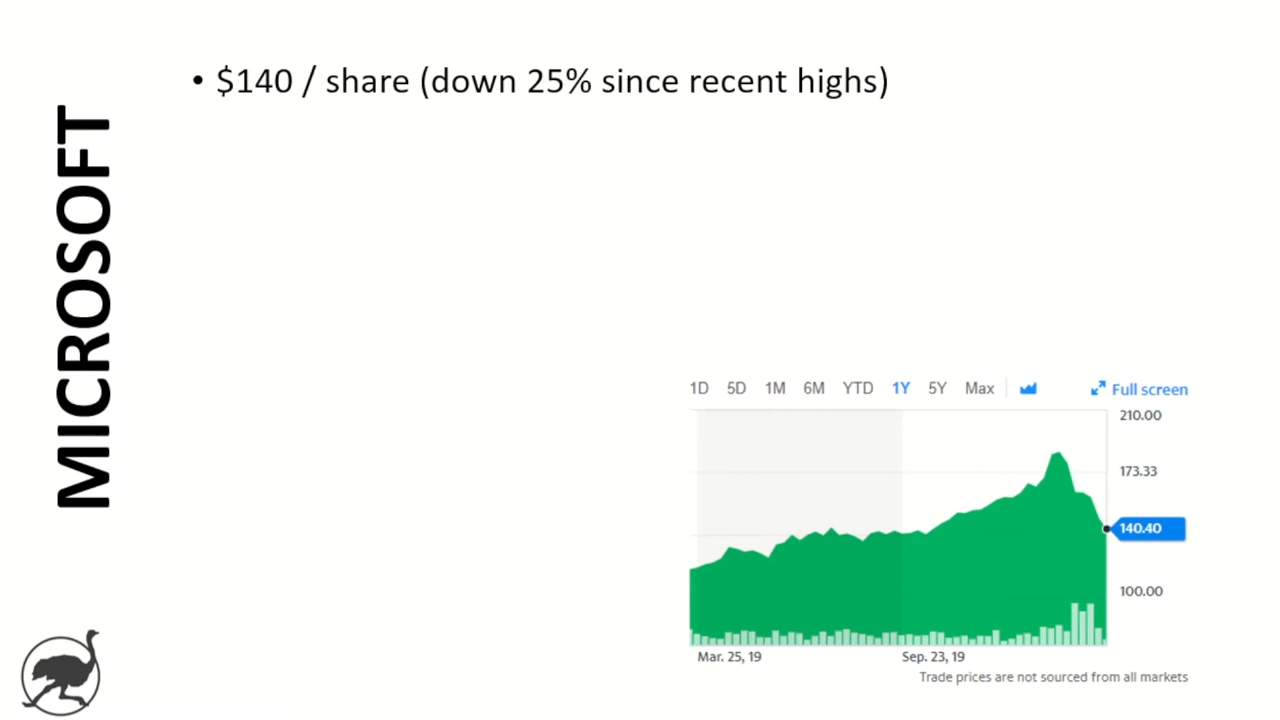 MICROSOFT
• $140 / share (down 25% since recent highs)
1D 5D 1M 6M YTD 1Y 5Y Max Full screen
210.00
173.33
140.40
100.00
Mar. 25, 19 Sep. 23, 19
Trade prices are not sourced from all markets